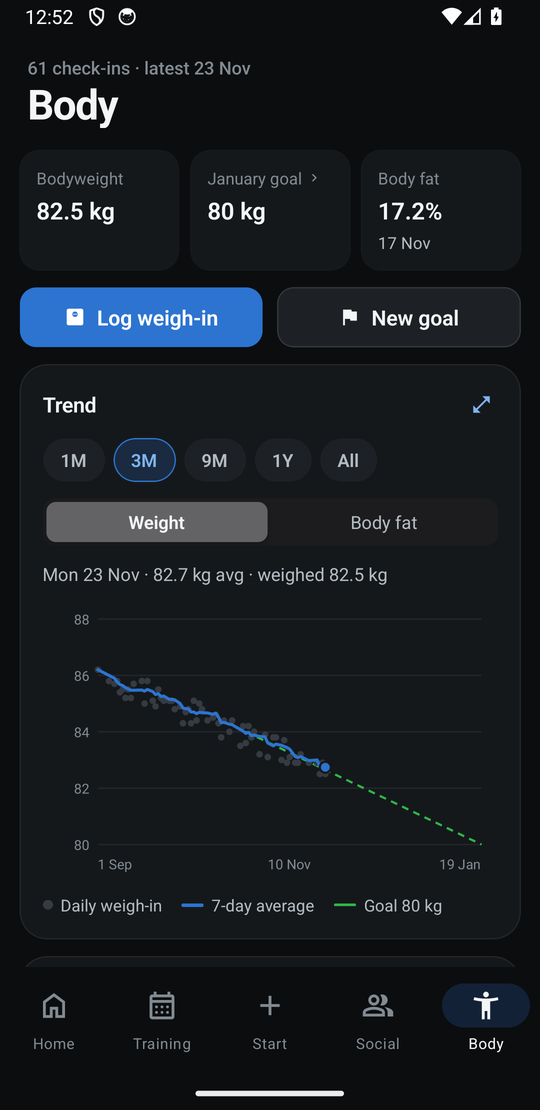 12:52
61 check-ins · latest 23 Nov
Body
Bodyweight
82.5 kg
January goal
80 kg
Body fat
17.2%
17 Nov
Log weigh-in
New goal
Trend
1M 3M 9M 1Y All
Weight Body fat
Mon 23 Nov · 82.7 kg avg · weighed 82.5 kg
88
86
84
82
80
1 Sep 10 Nov 19 Jan
Daily weigh-in 7-day average Goal 80 kg
Home Training Start Social Body